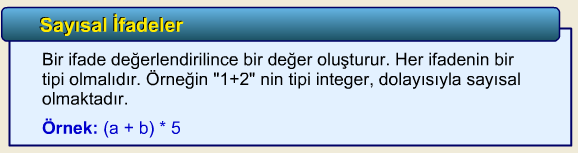 Sayısal İfadeler
Bir ifade değerlendirilince bir değer oluşturur. Her ifadenin bir
tipi olmalıdır. Örneğin "1+2" nin tipi integer, dolayısıyla sayısal
olmaktadır.
Örnek: (a + b) * 5